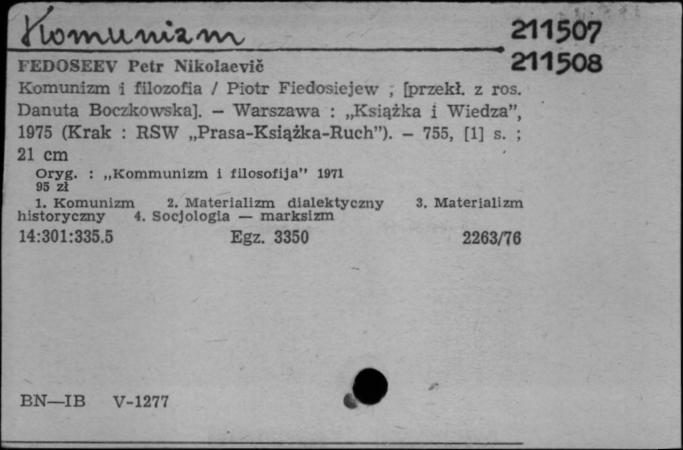 Komunizm
211507
211508
FEDOSEEV Petr Nikolaevič
Komunizm i filozofia / Piotr Fiedosiejew ; [przekł. z ros.
Danuta Boczkowska]. – Warszawa : „Książka i Wiedza”,
1975 (Krak : RSW „Prasa-Książka-Ruch”). – 755, [1] s. ;
21 cm
Oryg. : „Kommunizm i filosofija” 1971
95 zł
1. Komunizm 2. Materializm dialektyczny 3. Materializm
historyczny 4. Socjologia — marksizm
14:301:335.5 Egz. 3350 2263/76
BN—IB V-1277